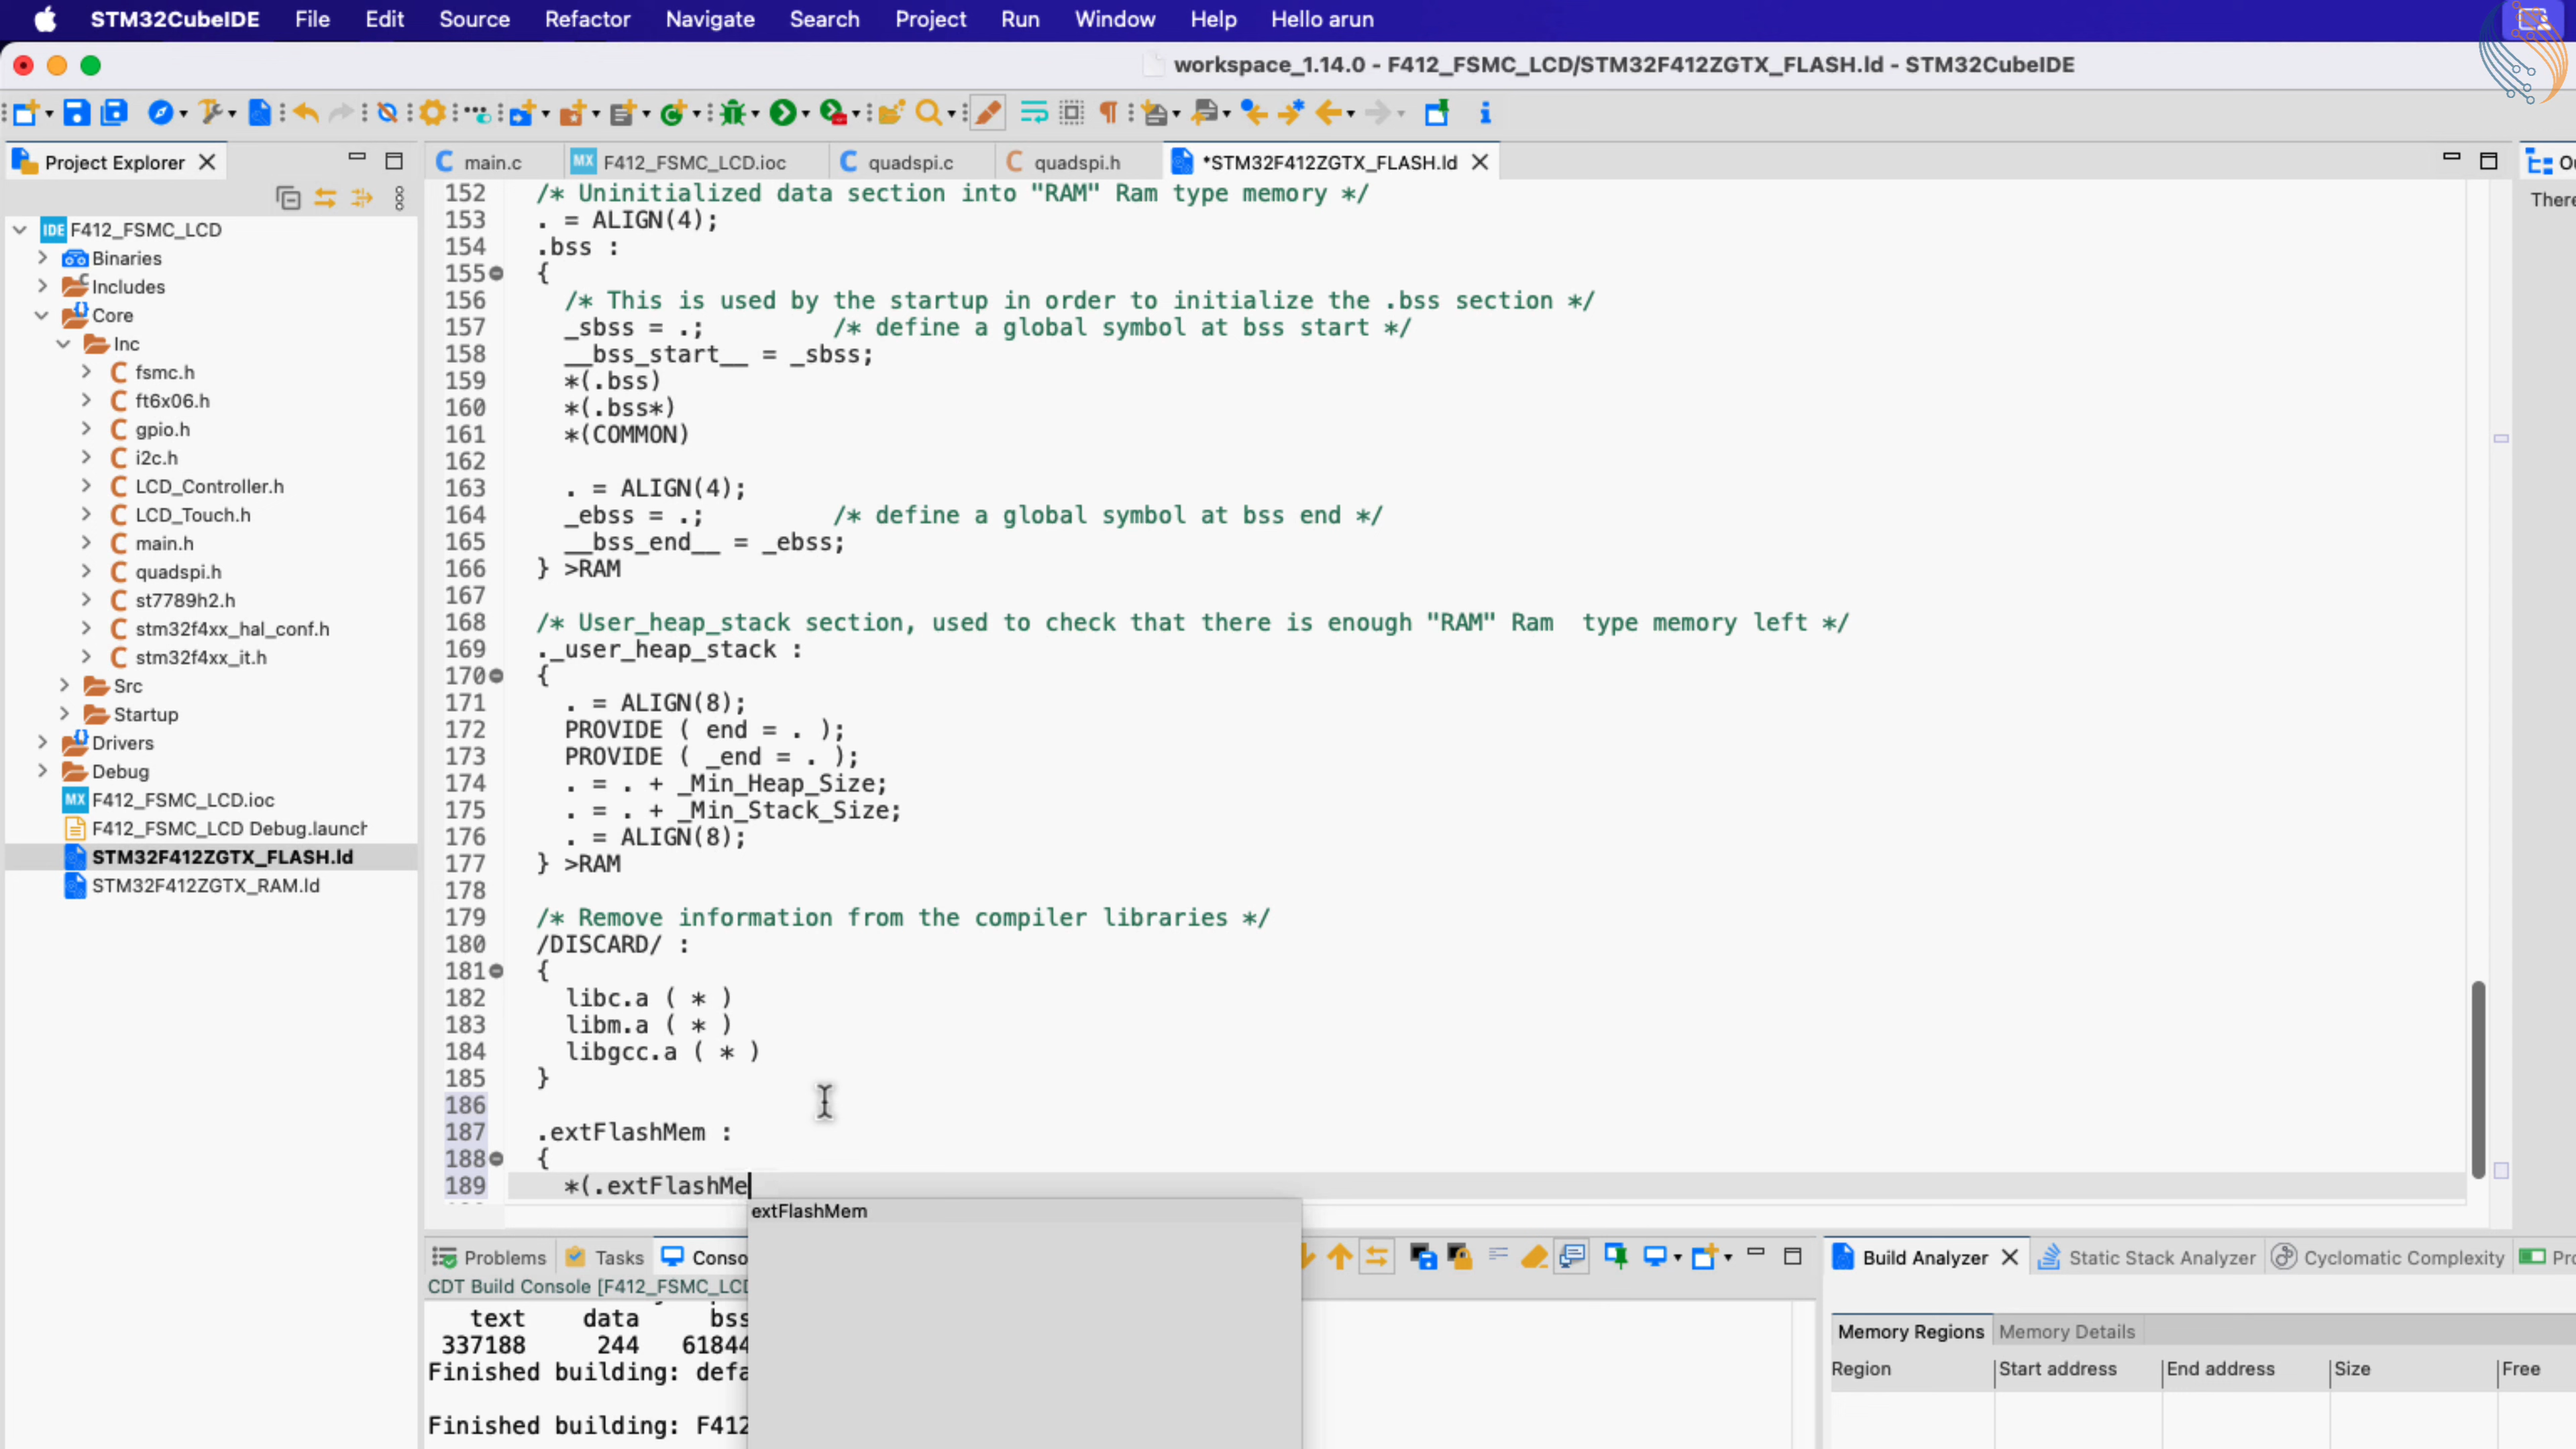 STM32CubeIDE File Edit Source Refactor Navigate Search Project Run Window Help Hello arun
workspace_1.14.0 - F412_FSMC_LCD/STM32F412ZGTX_FLASH.ld - STM32CubeIDE
Project Explorer
main.c
F412_FSMC_LCD.ioc
quadspi.c
quadspi.h
*STM32F412ZGTX_FLASH.ld
There
F412_FSMC_LCD
Binaries
Includes
Core
Inc
fsmc.h
ft6x06.h
gpio.h
i2c.h
LCD_Controller.h
LCD_Touch.h
main.h
quadspi.h
st7789h2.h
stm32f4xx_hal_conf.h
stm32f4xx_it.h
Src
Startup
Drivers
Debug
F412_FSMC_LCD.ioc
F412_FSMC_LCD Debug.launch
STM32F412ZGTX_FLASH.ld
STM32F412ZGTX_RAM.ld
152 /* Uninitialized data section into "RAM" Ram type memory */
153 . = ALIGN(4);
154 .bss :
155 {
156 /* This is used by the startup in order to initialize the .bss section */
157 _sbss = .; /* define a global symbol at bss start */
158 __bss_start__ = _sbss;
159 *(.bss)
160 *(.bss*)
161 *(COMMON)
162
163 . = ALIGN(4);
164 _ebss = .; /* define a global symbol at bss end */
165 __bss_end__ = _ebss;
166 } >RAM
167
168 /* User_heap_stack section, used to check that there is enough "RAM" Ram  type memory left */
169 ._user_heap_stack :
170 {
171 . = ALIGN(8);
172 PROVIDE ( end = . );
173 PROVIDE ( _end = . );
174 . = . + _Min_Heap_Size;
175 . = . + _Min_Stack_Size;
176 . = ALIGN(8);
177 } >RAM
178
179 /* Remove information from the compiler libraries */
180 /DISCARD/ :
181 {
182 libc.a ( * )
183 libm.a ( * )
184 libgcc.a ( * )
185 }
186
187 .extFlashMem :
188 {
189 *(.extFlashMe
extFlashMem
Problems
Tasks
Conso
CDT Build Console [F412_FSMC_LCD
text data bss
337188 244 61844
Finished building: defa
Finished building: F412
Build Analyzer
Static Stack Analyzer
Cyclomatic Complexity
Memory Regions
Memory Details
Region Start address End address Size Free